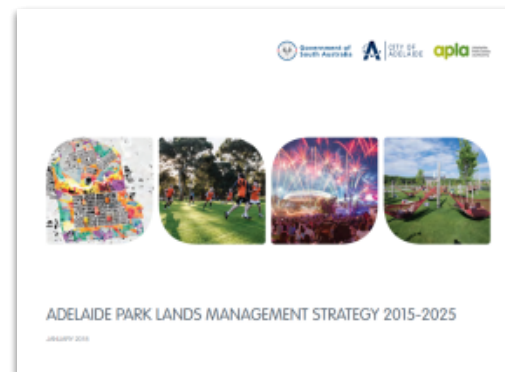 Government of
South Australia
CITY OF
ADELAIDE
apla
ADELAIDE PARK LANDS MANAGEMENT STRATEGY 2015-2025